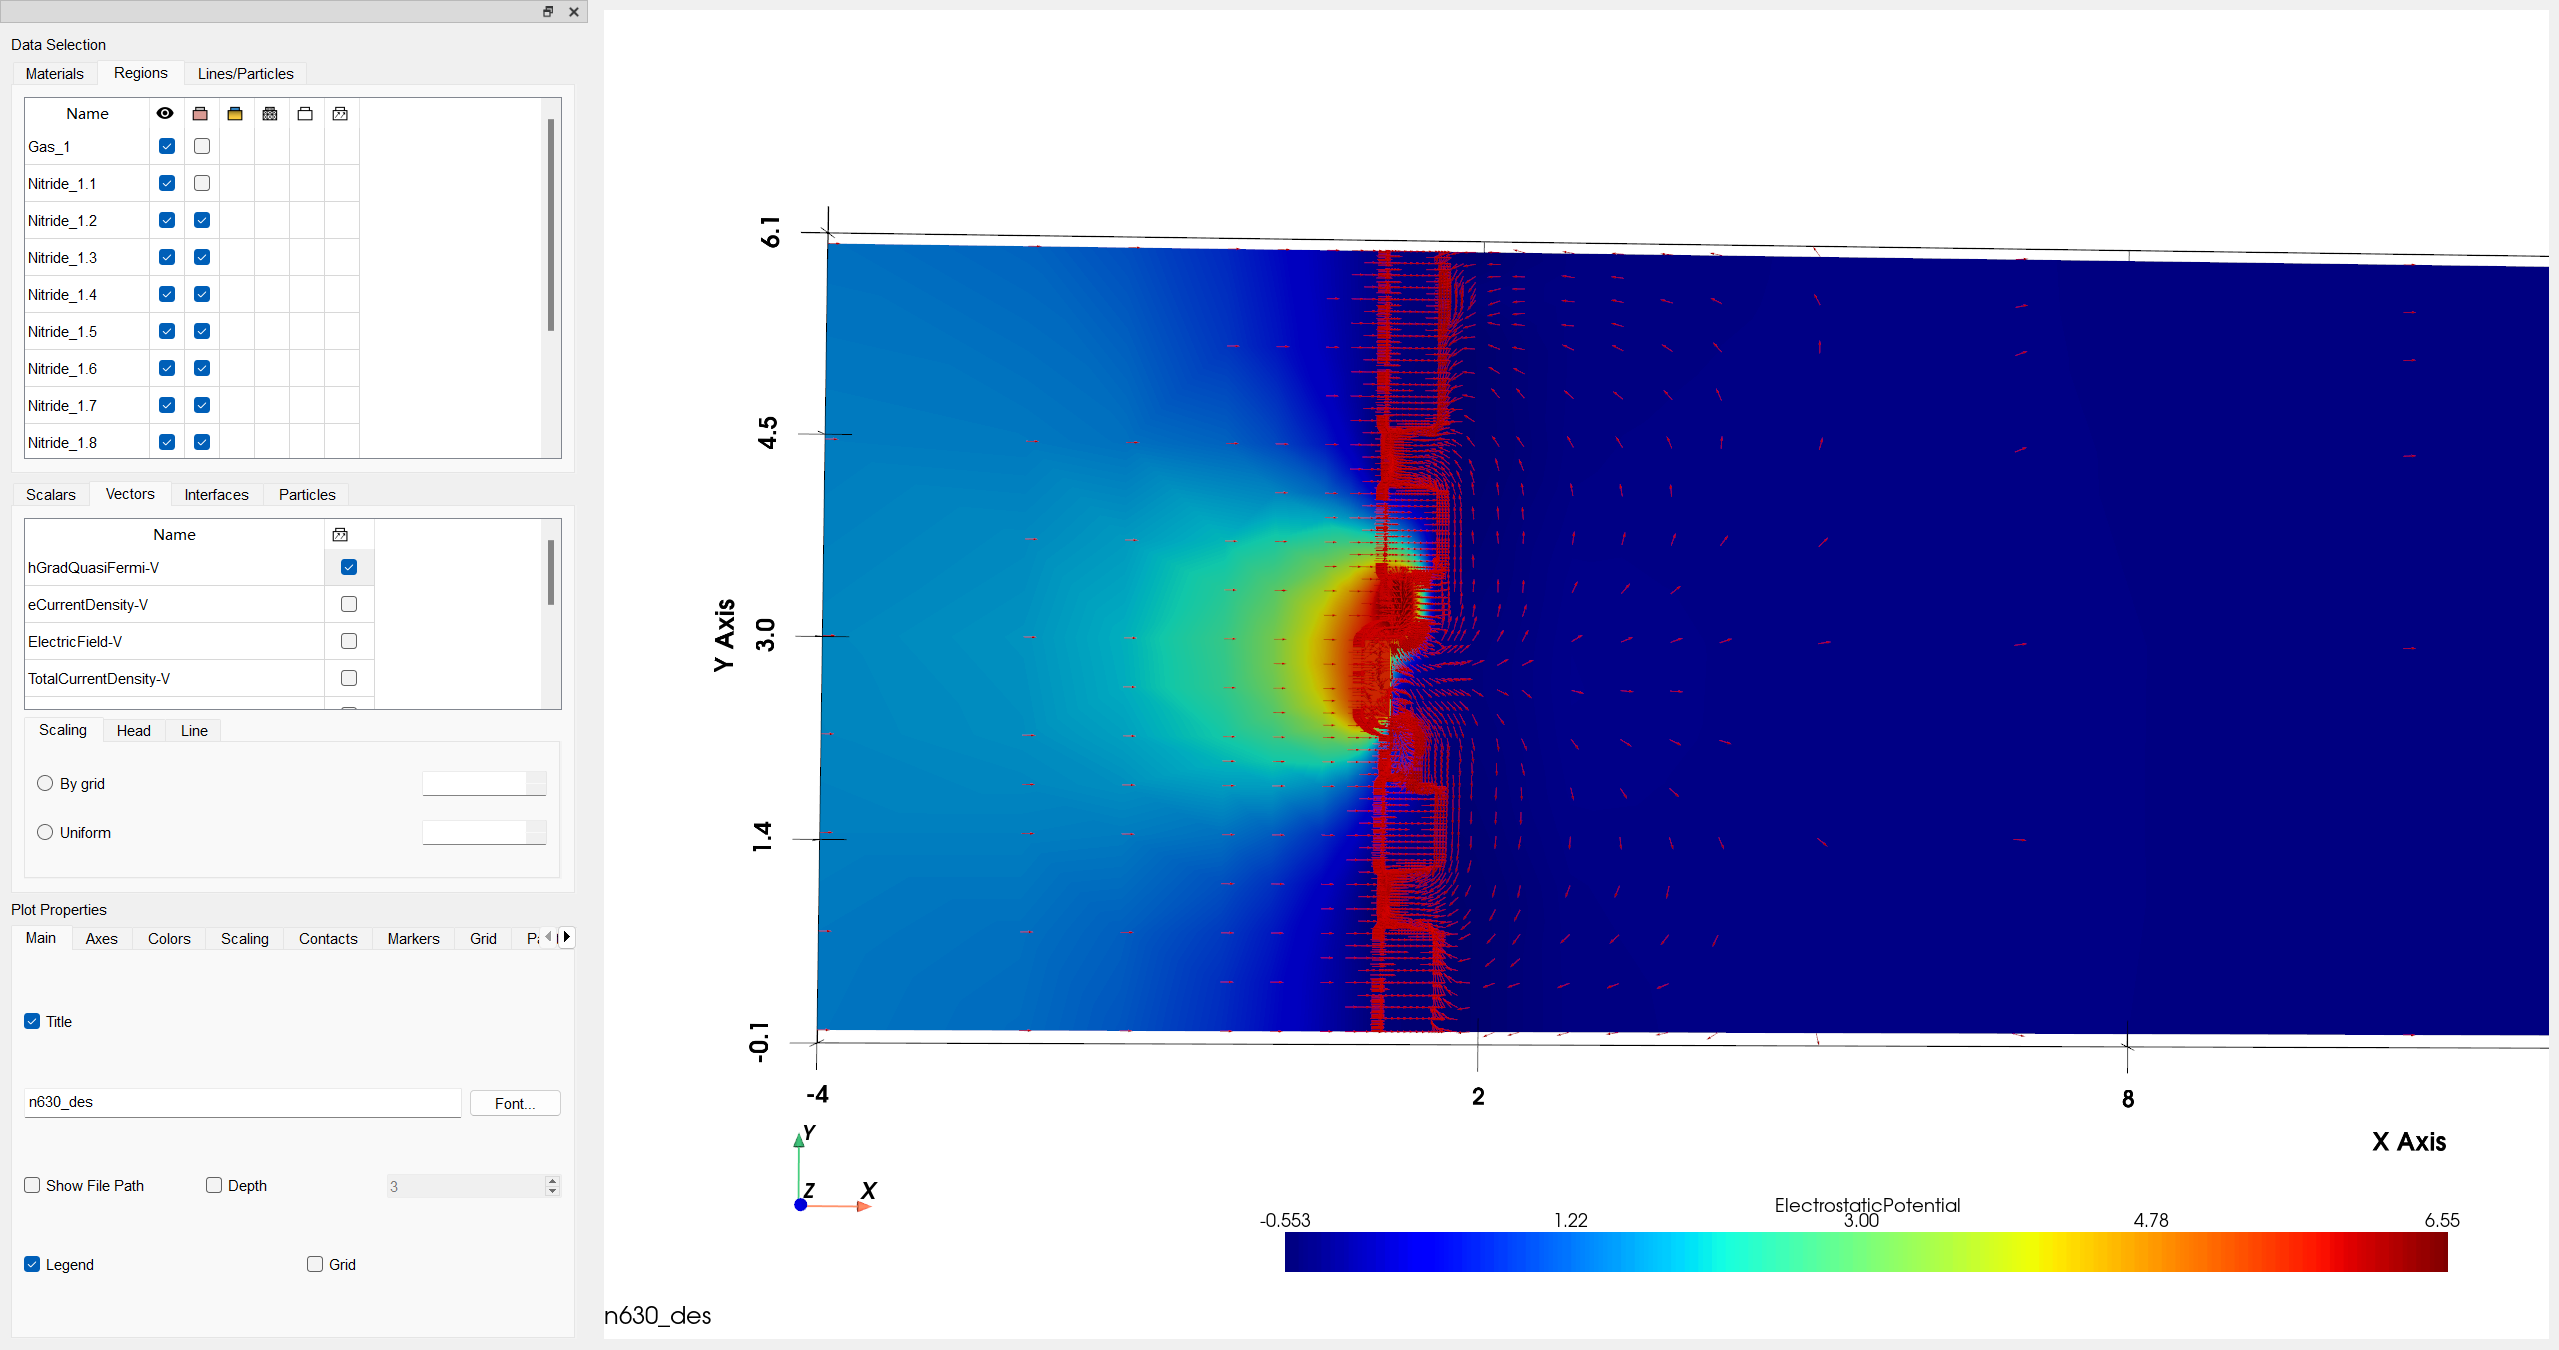 Data Selection
Materials Regions Lines/Particles
Name
Gas_1
Nitride_1.1
Nitride_1.2
Nitride_1.3
Nitride_1.4
Nitride_1.5
Nitride_1.6
Nitride_1.7
Nitride_1.8
Scalars Vectors Interfaces Particles
Name
hGradQuasiFermi-V
eCurrentDensity-V
ElectricField-V
TotalCurrentDensity-V
Scaling Head Line
By grid
Uniform
Plot Properties
Main Axes Colors Scaling Contacts Markers Grid
Title
n630_des Font...
Show File Path Depth 3
Legend Grid
6.1
4.5
3.0
1.4
-0.1
Y Axis
-4 2 8
X Axis
Y
Z X
ElectrostaticPotential
-0.553 1.22 3.00 4.78 6.55
n630_des